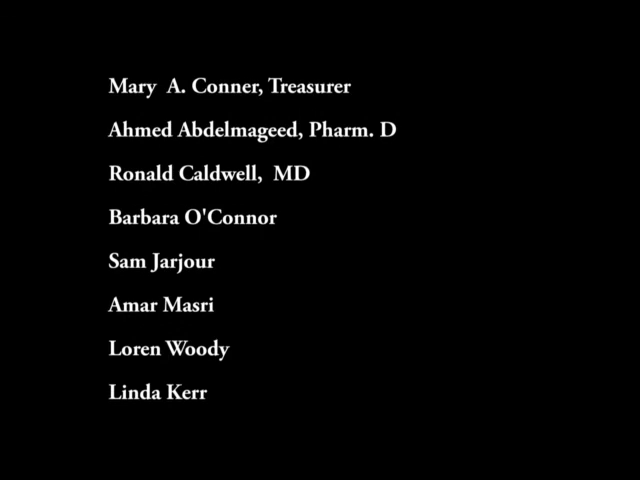 Mary  A. Conner, Treasurer
Ahmed Abdelmageed, Pharm. D
Ronald Caldwell,  MD
Barbara O'Connor
Sam Jarjour
Amar Masri
Loren Woody
Linda Kerr